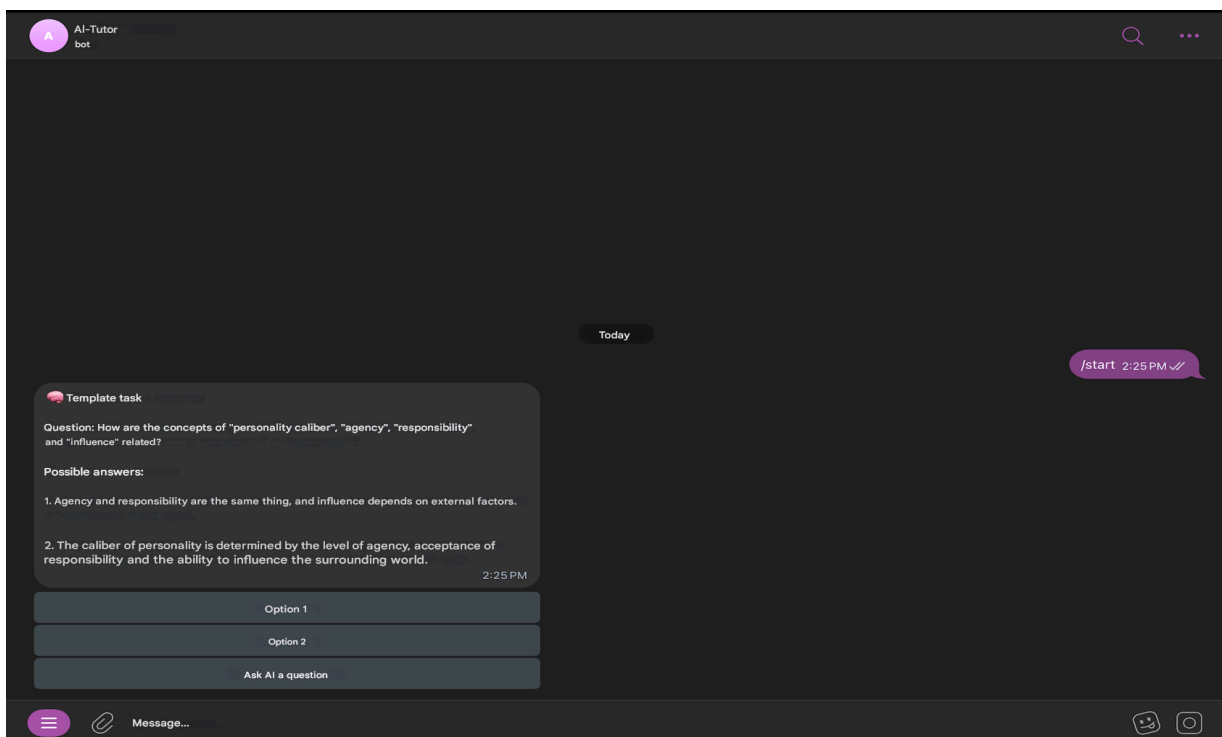 A
AI-Tutor
bot
Today
/start 2:25 PM
Template task
Question: How are the concepts of "personality caliber", "agency", "responsibility"
and "influence" related?
Possible answers:
1. Agency and responsibility are the same thing, and influence depends on external factors.
2. The caliber of personality is determined by the level of agency, acceptance of
responsibility and the ability to influence the surrounding world.
2:25 PM
Option 1
Option 2
Ask AI a question
Message...